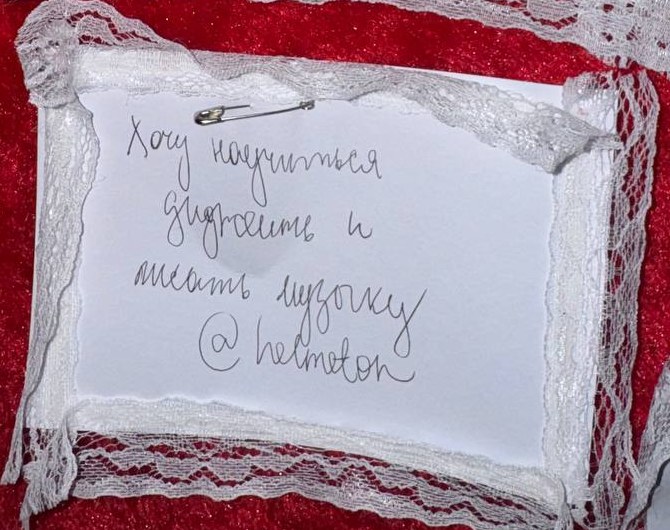 Хочу научиться
диджеить и
писать музыку
@helmeton